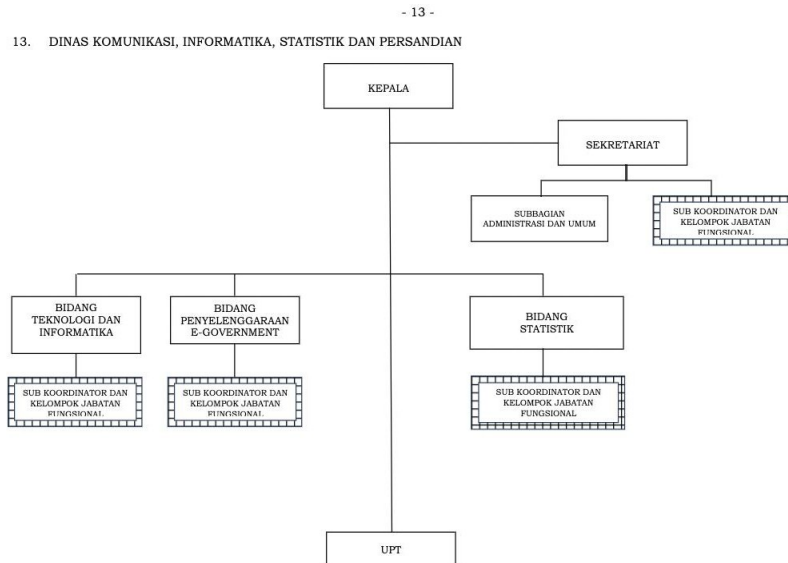 - 13 -
13. DINAS KOMUNIKASI, INFORMATIKA, STATISTIK DAN PERSANDIAN
KEPALA
SEKRETARIAT
SUBBAGIAN
ADMINISTRASI DAN UMUM
SUB KOORDINATOR DAN
KELOMPOK JABATAN
FUNGSIONAL
BIDANG
TEKNOLOGI DAN
INFORMATIKA
BIDANG
PENYELENGGARAAN
E-GOVERNMENT
BIDANG
STATISTIK
SUB KOORDINATOR DAN
KELOMPOK JABATAN
FUNGSIONAL
SUB KOORDINATOR DAN
KELOMPOK JABATAN
FUNGSIONAL
SUB KOORDINATOR DAN
KELOMPOK JABATAN
FUNGSIONAL
UPT